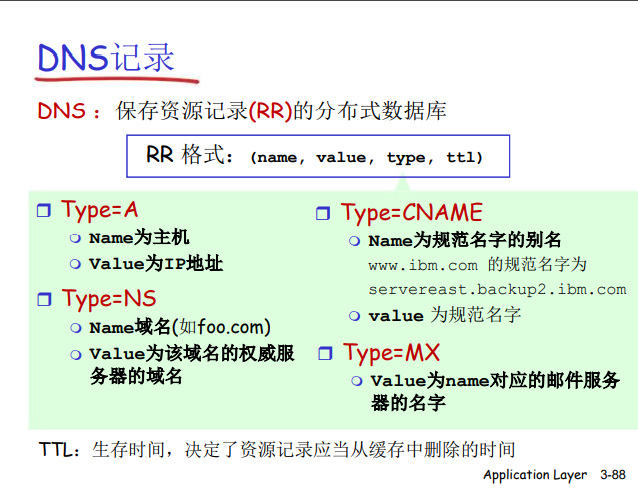 DNS记录
DNS：保存资源记录(RR)的分布式数据库
RR 格式：(name, value, type, ttl)
Type=A
Name为主机
Value为IP地址
Type=NS
Name域名(如foo.com)
Value为该域名的权威服
务器的域名
Type=CNAME
Name为规范名字的别名
www.ibm.com 的规范名字为
servereast.backup2.ibm.com
value 为规范名字
Type=MX
Value为name对应的邮件服务
器的名字
TTL：生存时间，决定了资源记录应当从缓存中删除的时间
Application Layer 3-88